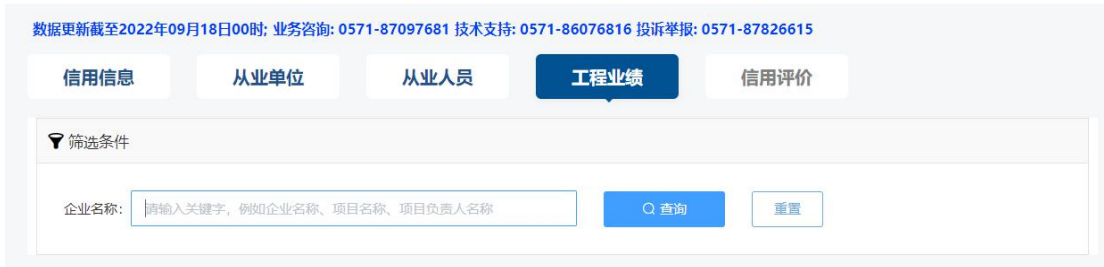 数据更新截至2022年09月18日00时; 业务咨询: 0571-87097681 技术支持: 0571-86076816 投诉举报: 0571-87826615
信用信息 从业单位 从业人员 工程业绩 信用评价
筛选条件
企业名称: 请输入关键字, 例如企业名称、项目名称、项目负责人名称 查询 重置